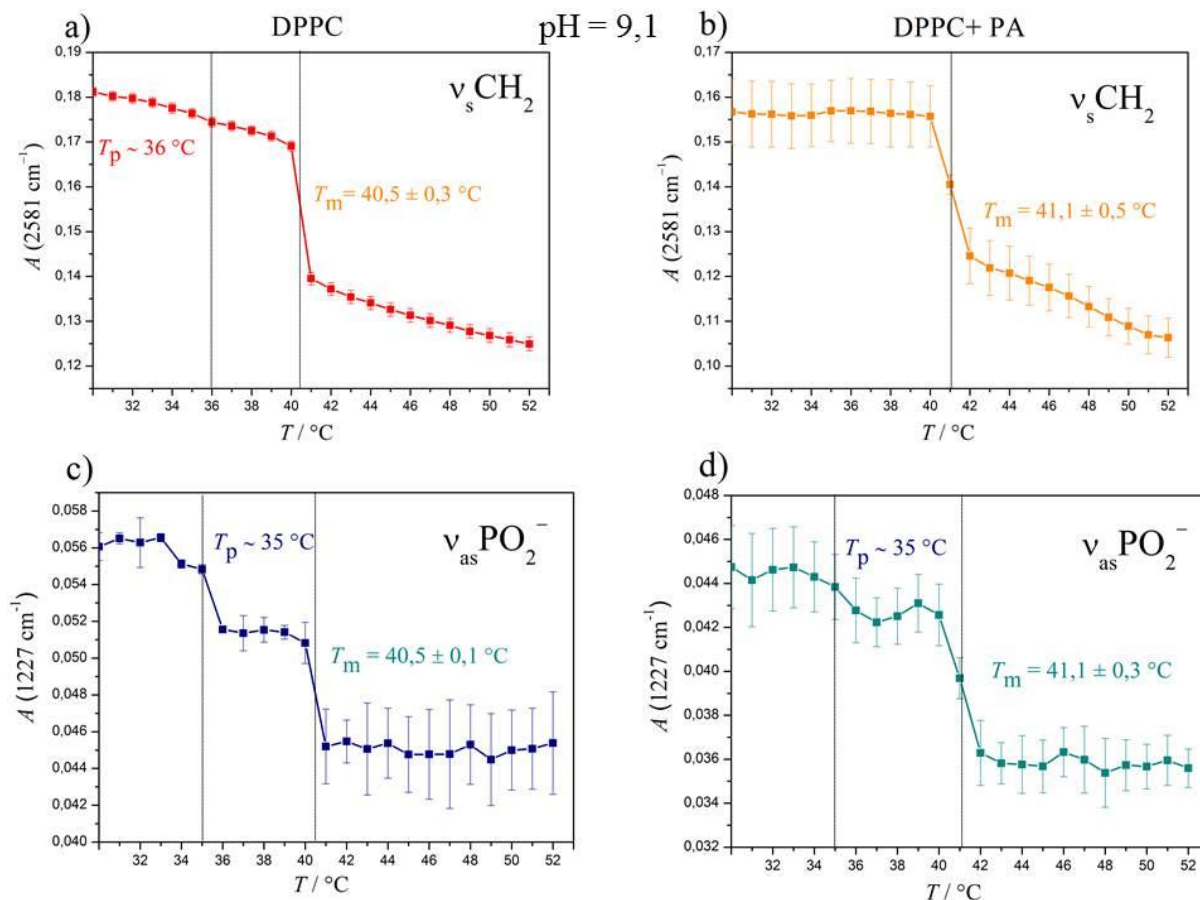 a)
DPPC
pH = 9,1
b)
DPPC+ PA
0,19
0,18
0,17
0,16
0,15
0,14
0,13
0,12
A (2581 cm⁻¹)
νₛCH₂
Tₚ ~ 36 °C
Tₘ = 40,5 ± 0,3 °C
32 34 36 38 40 42 44 46 48 50 52
T / °C
0,17
0,16
0,15
0,14
0,13
0,12
0,11
0,10
A (2581 cm⁻¹)
νₛCH₂
Tₘ = 41,1 ± 0,5 °C
32 34 36 38 40 42 44 46 48 50 52
T / °C
c)
0,058
0,056
0,054
0,052
0,050
0,048
0,046
0,044
0,042
0,040
A (1227 cm⁻¹)
νₐₛPO₂⁻
Tₚ ~ 35 °C
Tₘ = 40,5 ± 0,1 °C
32 34 36 38 40 42 44 46 48 50 52
T / °C
d)
0,048
0,046
0,044
0,042
0,040
0,038
0,036
0,034
0,032
A (1227 cm⁻¹)
νₐₛPO₂⁻
Tₚ ~ 35 °C
Tₘ = 41,1 ± 0,3 °C
32 34 36 38 40 42 44 46 48 50 52
T / °C